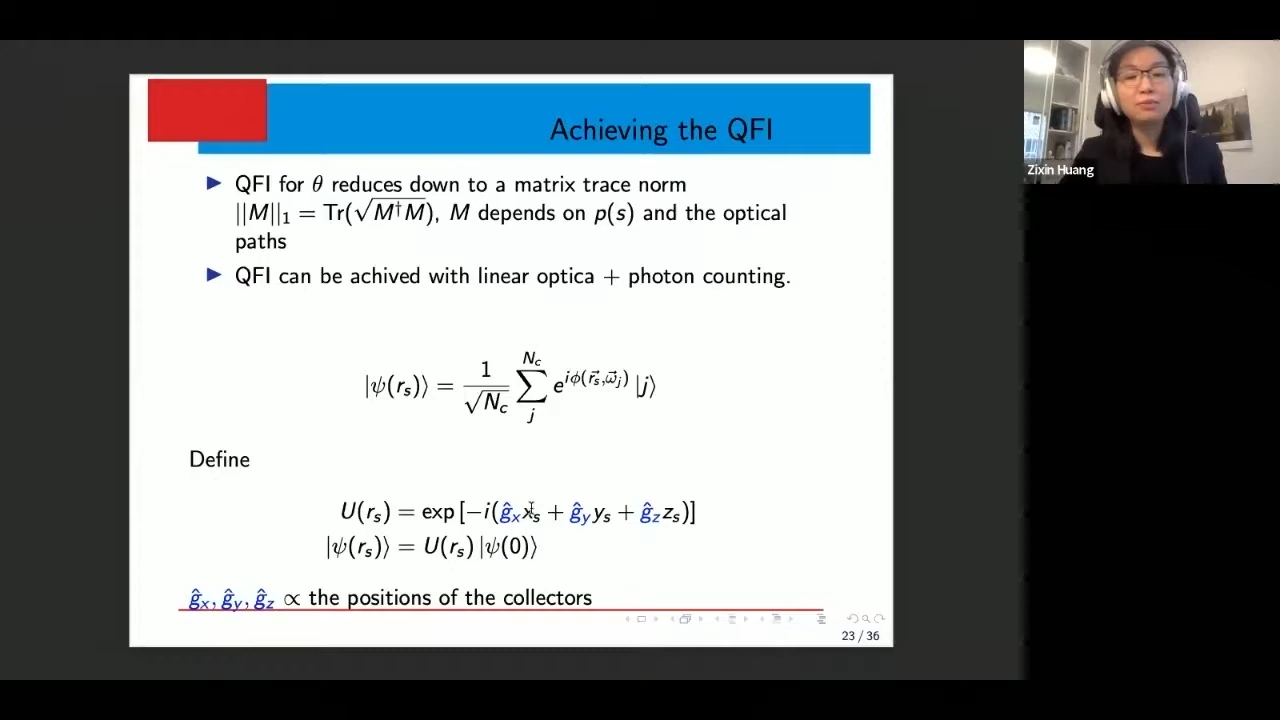 Achieving the QFI
▶ QFI for θ reduces down to a matrix trace norm
||M||₁ = Tr(√M†M), M depends on p(s) and the optical
paths
▶ QFI can be achived with linear optica + photon counting.
|ψ(r_s)⟩ = 1/√N_c ∑_j^{N_c} e^{iϕ(r⃗_s,ω⃗_j)} |j⟩
Define
U(r_s) = exp [−i(ĝ_x x_s + ĝ_y y_s + ĝ_z z_s)]
|ψ(r_s)⟩ = U(r_s) |ψ(0)⟩
ĝ_x, ĝ_y, ĝ_z ∝ the positions of the collectors
23 / 36
Zixin Huang